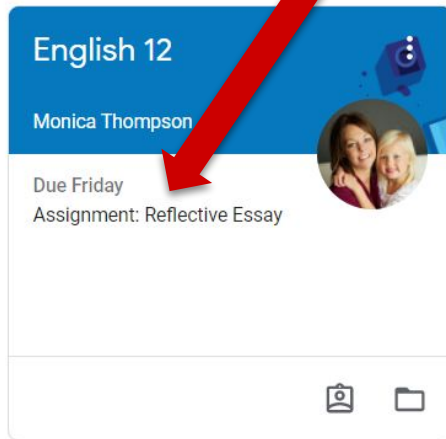 English 12
Monica Thompson
Due Friday
Assignment: Reflective Essay